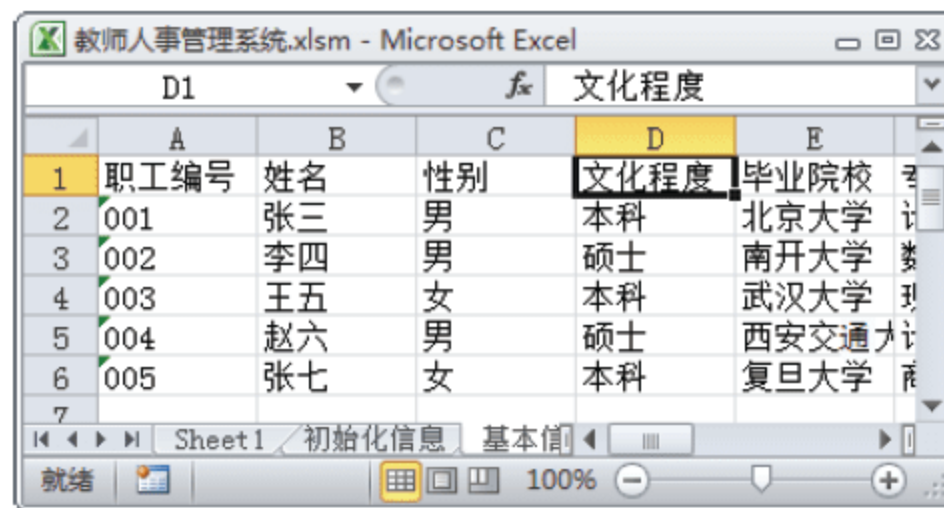 教师人事管理系统.xlsm - Microsoft Excel
D1 fx 文化程度
A B C D E
1 职工编号 姓名 性别 文化程度 毕业院校
2 001 张三 男 本科 北京大学
3 002 李四 男 硕士 南开大学
4 003 王五 女 本科 武汉大学
5 004 赵六 男 硕士 西安交通大
6 005 张七 女 本科 复旦大学
7
Sheet1 初始化信息 基本信
就绪 100%